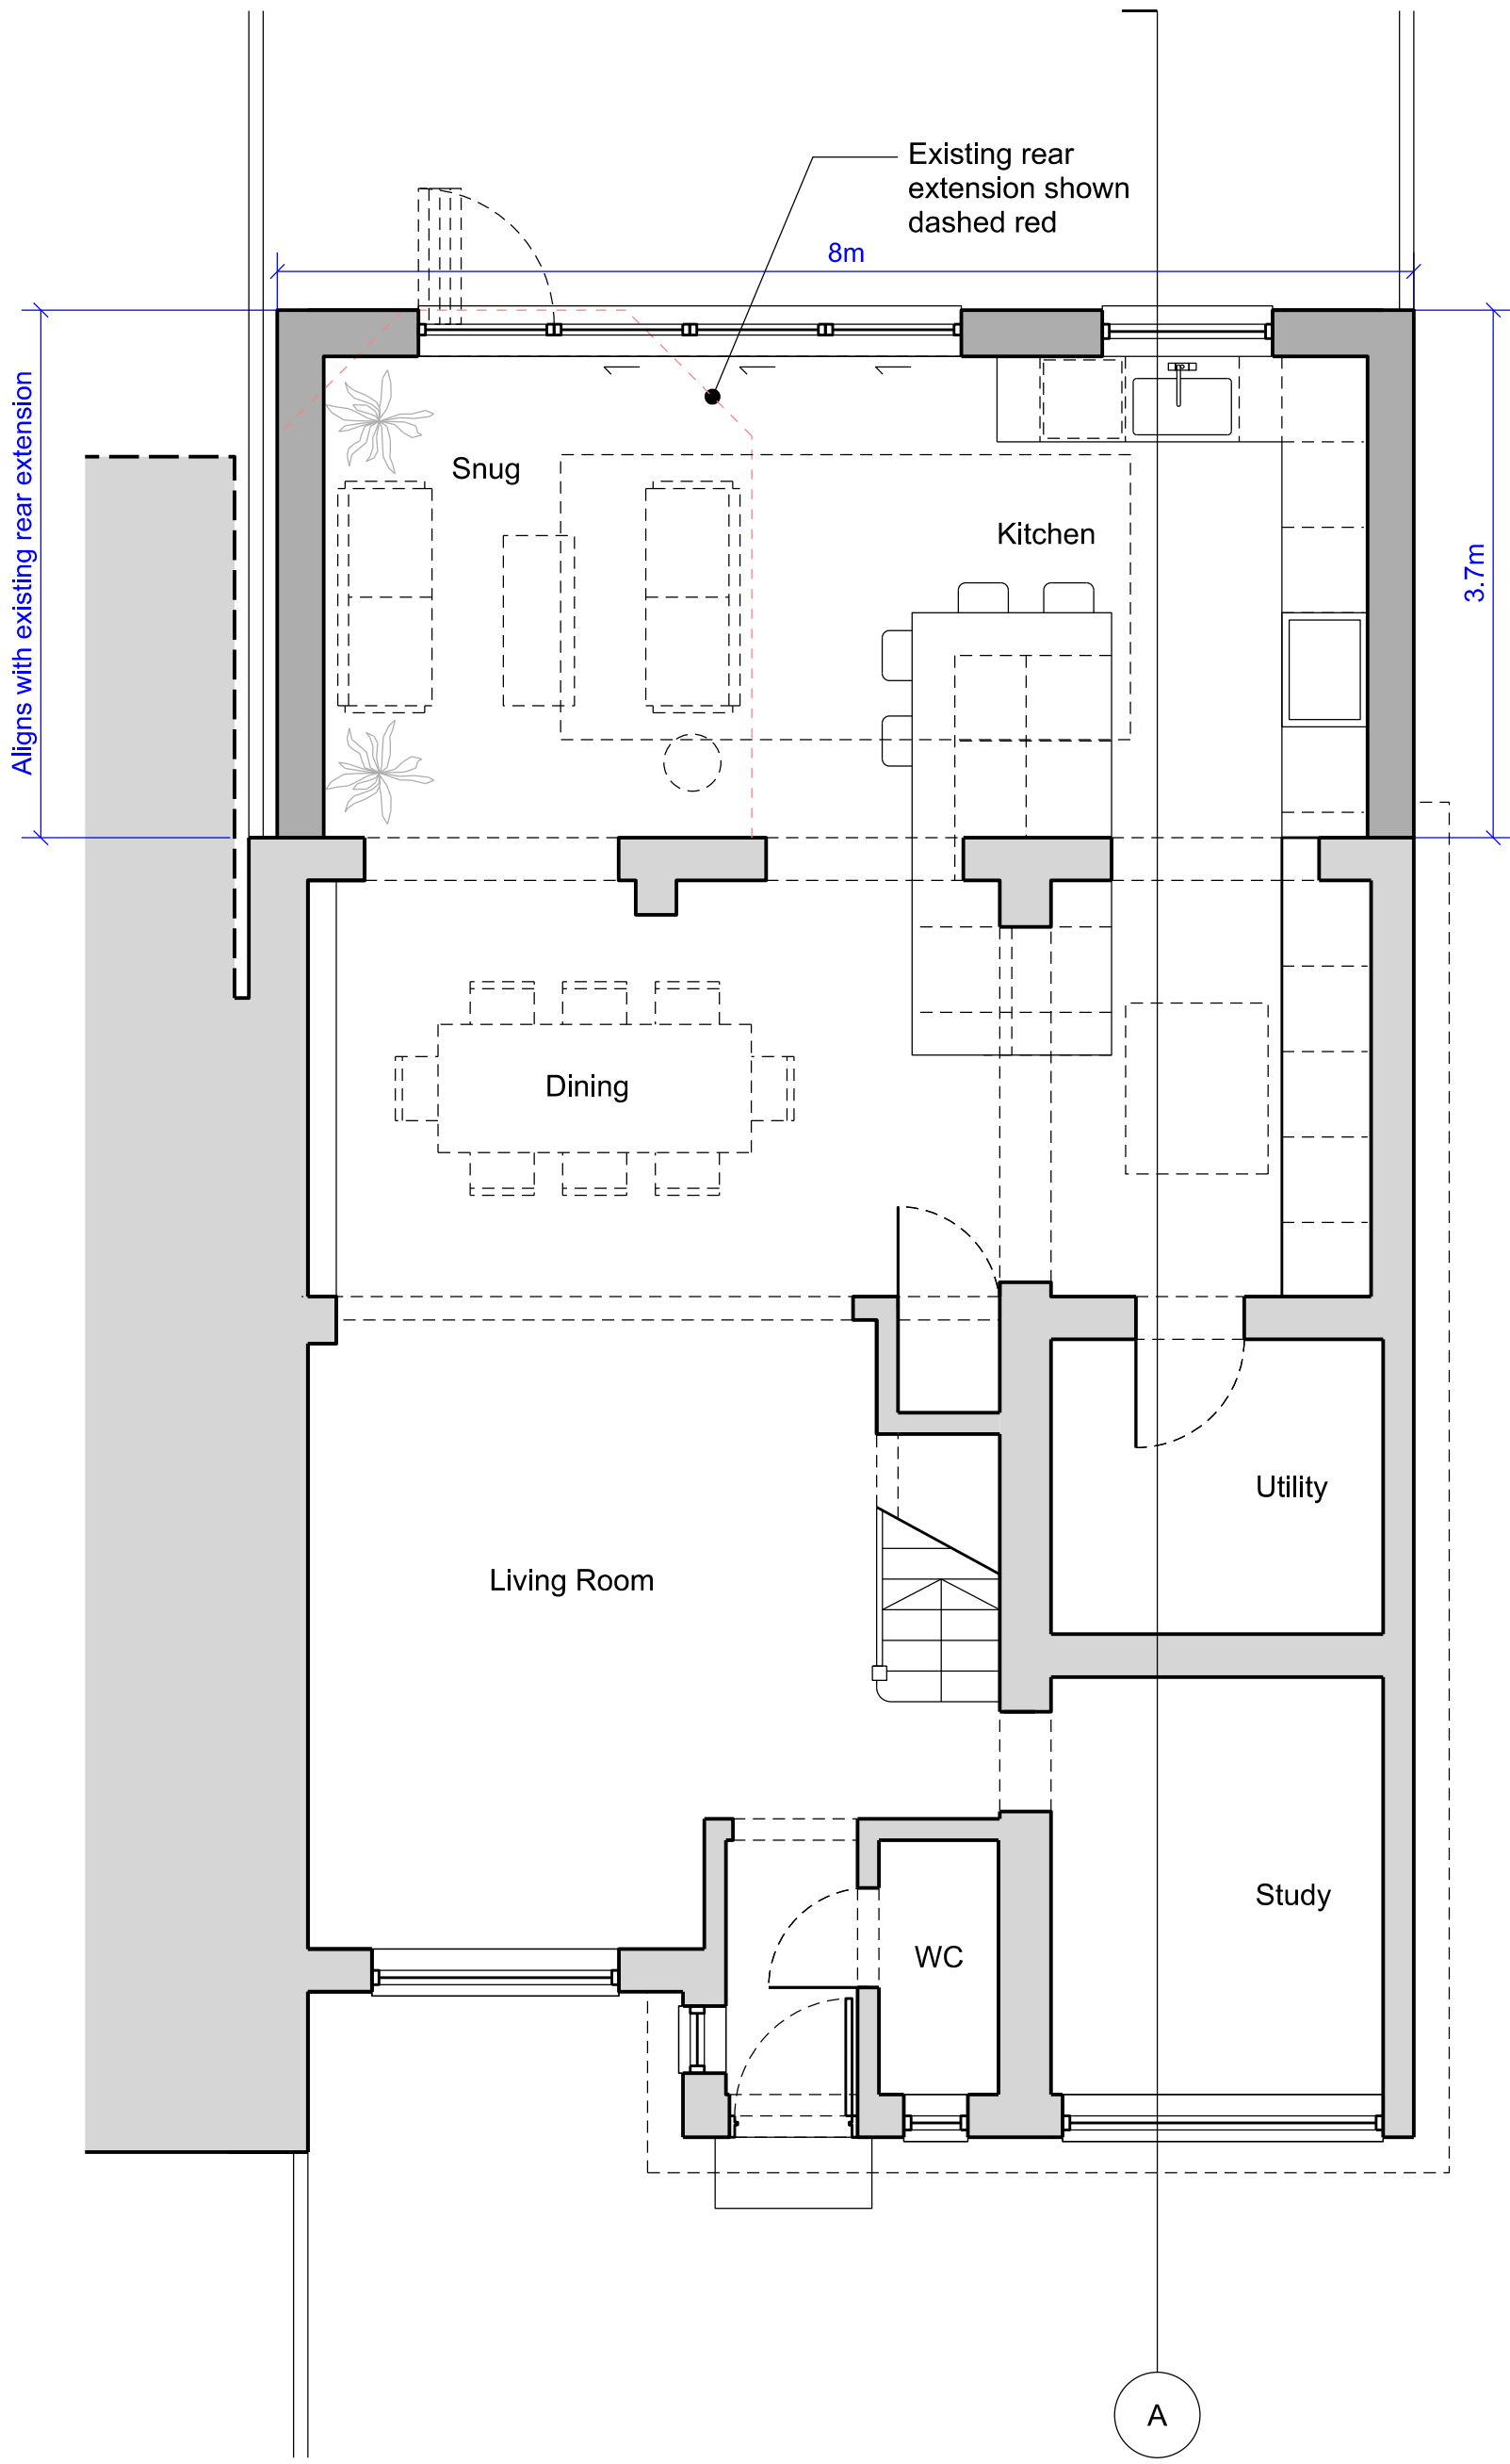 Existing rear
extension shown
dashed red
8m
Aligns with existing rear extension
3.7m
Snug
Kitchen
Dining
Living Room
Utility
Study
WC
A